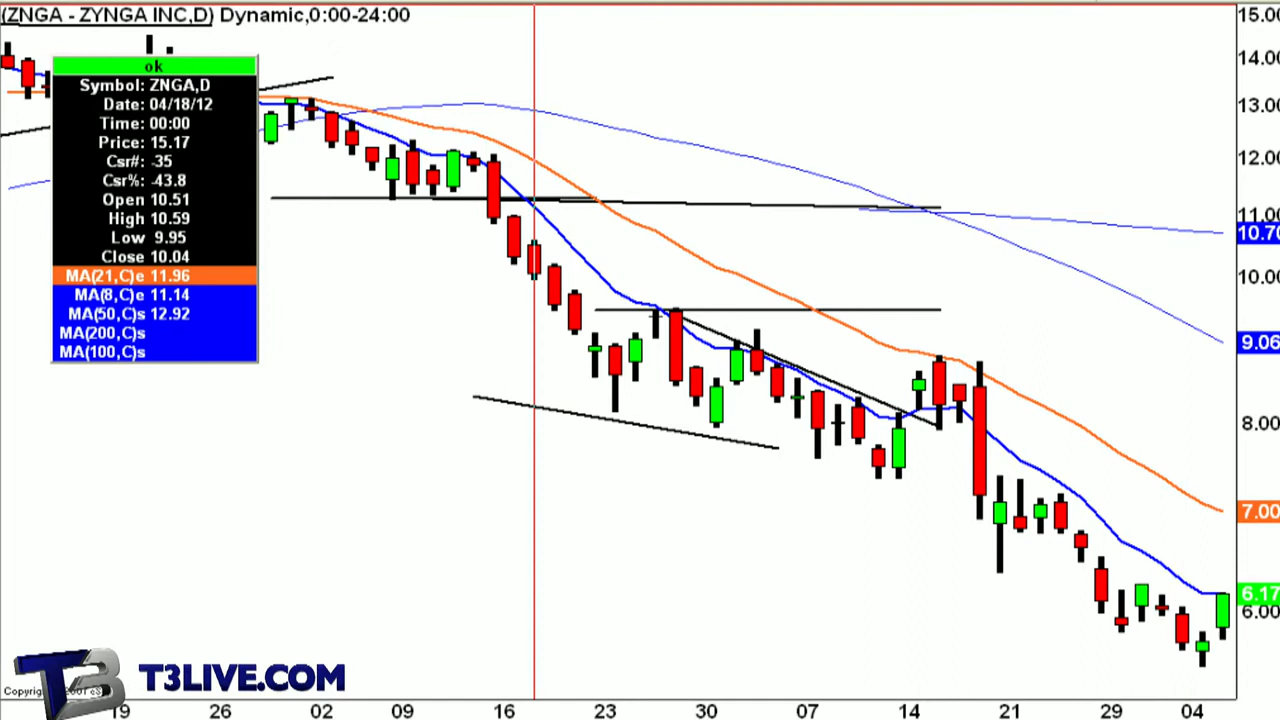 (ZNGA - ZYNGA INC,D) Dynamic,0:00-24:00
ok
Symbol: ZNGA,D
Date: 04/18/12
Time: 00:00
Price: 15.17
Csr#: -35
Csr%: -43.8
Open 10.51
High 10.59
Low 9.95
Close 10.04
MA(21,C)e 11.96
MA(8,C)e 11.14
MA(50,C)s 12.92
MA(200,C)s
MA(100,C)s
15.00
14.00
13.00
12.00
11.00
10.70
10.00
9.06
8.00
7.00
6.17
6.00
T3 T3LIVE.COM
19 26 02 09 16 23 30 07 14 21 29 04